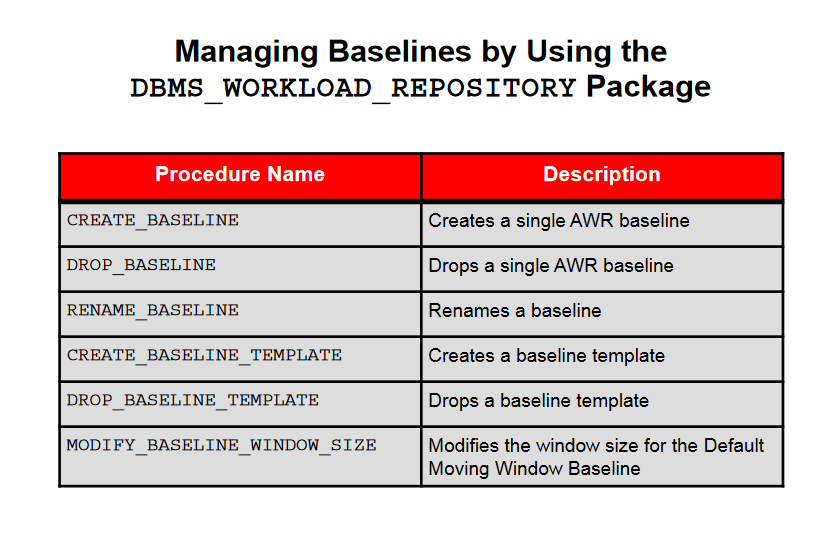 Managing Baselines by Using the
DBMS_WORKLOAD_REPOSITORY Package
Procedure Name Description
CREATE_BASELINE Creates a single AWR baseline
DROP_BASELINE Drops a single AWR baseline
RENAME_BASELINE Renames a baseline
CREATE_BASELINE_TEMPLATE Creates a baseline template
DROP_BASELINE_TEMPLATE Drops a baseline template
MODIFY_BASELINE_WINDOW_SIZE Modifies the window size for the Default
Moving Window Baseline